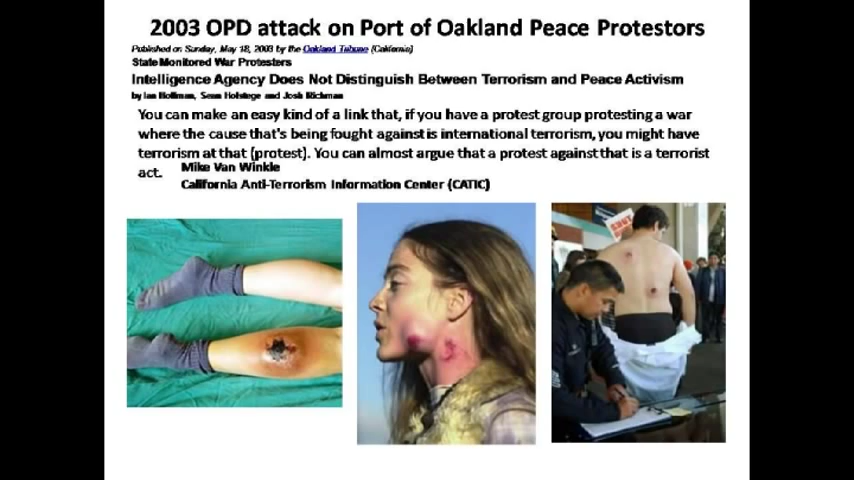 2003 OPD attack on Port of Oakland Peace Protestors
Published on Sunday, May 18, 2003 by the Oakland Tribune (California)
State Monitored War Protesters
Intelligence Agency Does Not Distinguish Between Terrorism and Peace Activism
by Ian Hoffman, Sean Holstege and Josh Richman
You can make an easy kind of a link that, if you have a protest group protesting a war
where the cause that's being fought against is international terrorism, you might have
terrorism at that (protest). You can almost argue that a protest against that is a terrorist
act.
Mike Van Winkle
California Anti-Terrorism Information Center (CATIC)